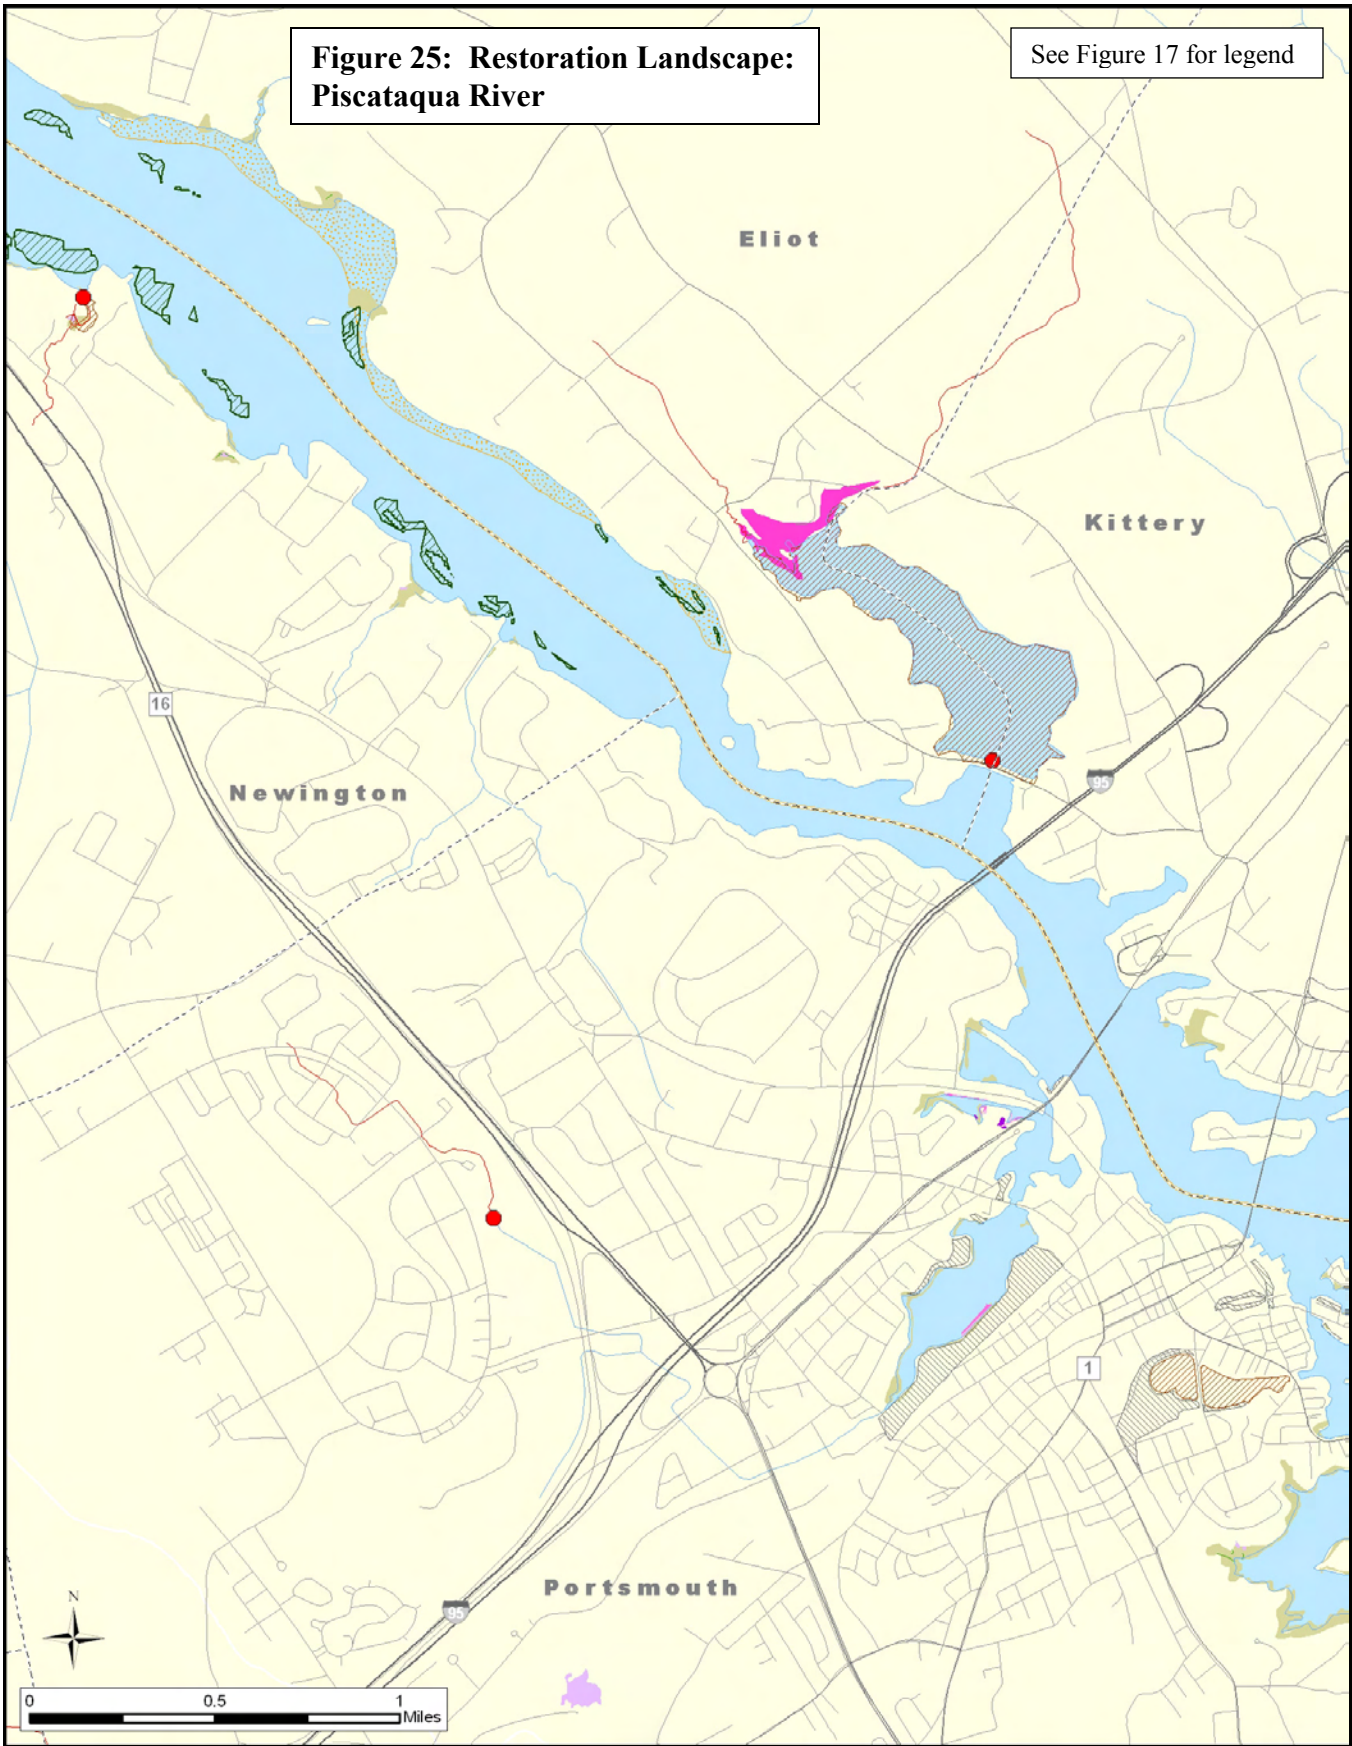 Figure 25:  Restoration Landscape:
Piscataqua River
See Figure 17 for legend
Eliot
Kittery
16
Newington
95
1
Portsmouth
95
N
0 0.5 1
Miles